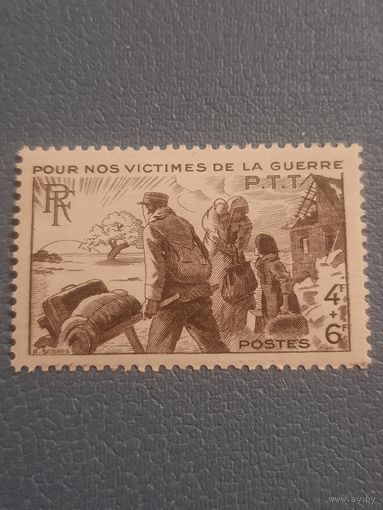 POUR NOS VICTIMES DE LA GUERRE
RF
P.T.T.
4F
+
6F
POSTES
R. SERRES
www.ay.by